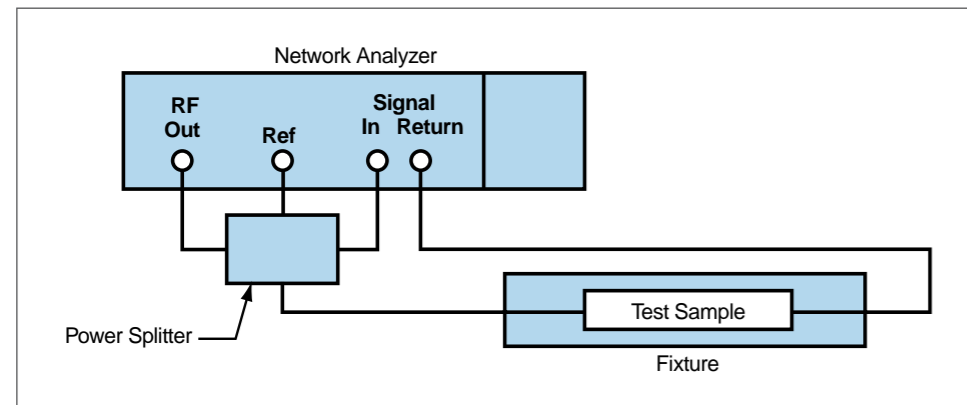 Network Analyzer
RF
Out
Ref
Signal
In Return
Power Splitter
Test Sample
Fixture